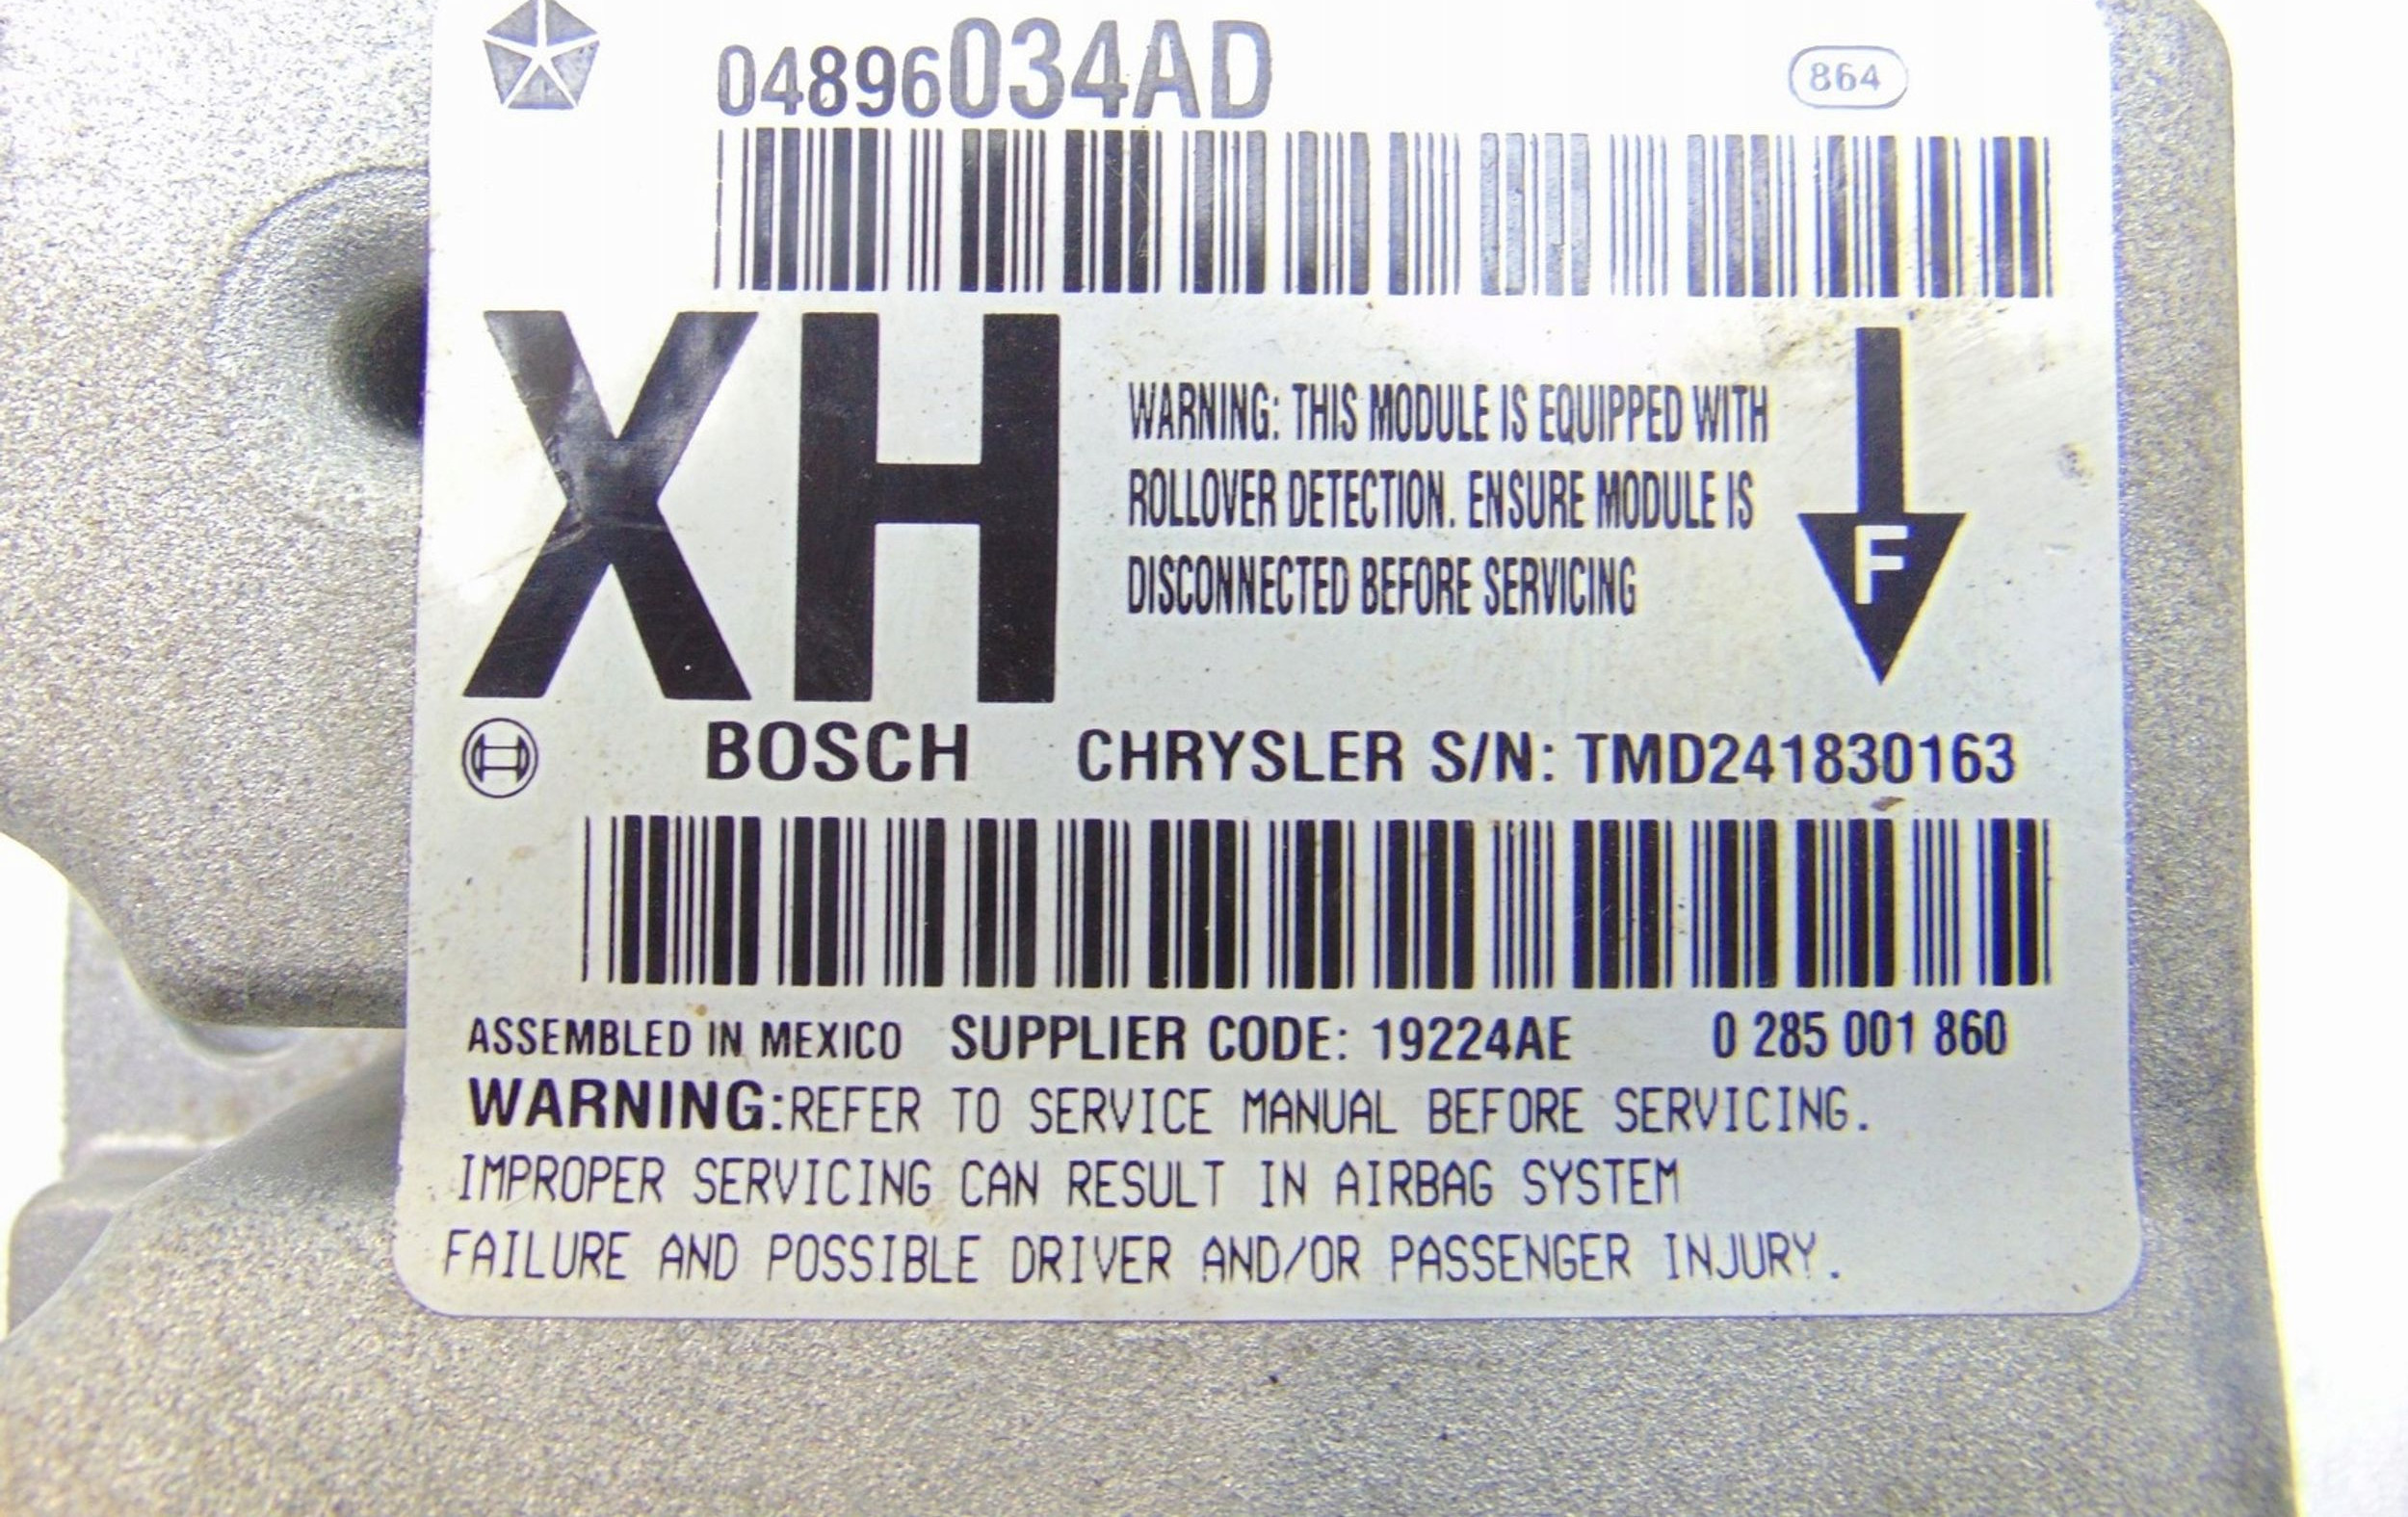 04896034AD 864
XH
WARNING: THIS MODULE IS EQUIPPED WITH
ROLLOVER DETECTION. ENSURE MODULE IS
DISCONNECTED BEFORE SERVICING
F
BOSCH CHRYSLER S/N: TMD241830163
ASSEMBLED IN MEXICO SUPPLIER CODE: 19224AE 0 285 001 860
WARNING:REFER TO SERVICE MANUAL BEFORE SERVICING.
IMPROPER SERVICING CAN RESULT IN AIRBAG SYSTEM
FAILURE AND POSSIBLE DRIVER AND/OR PASSENGER INJURY.